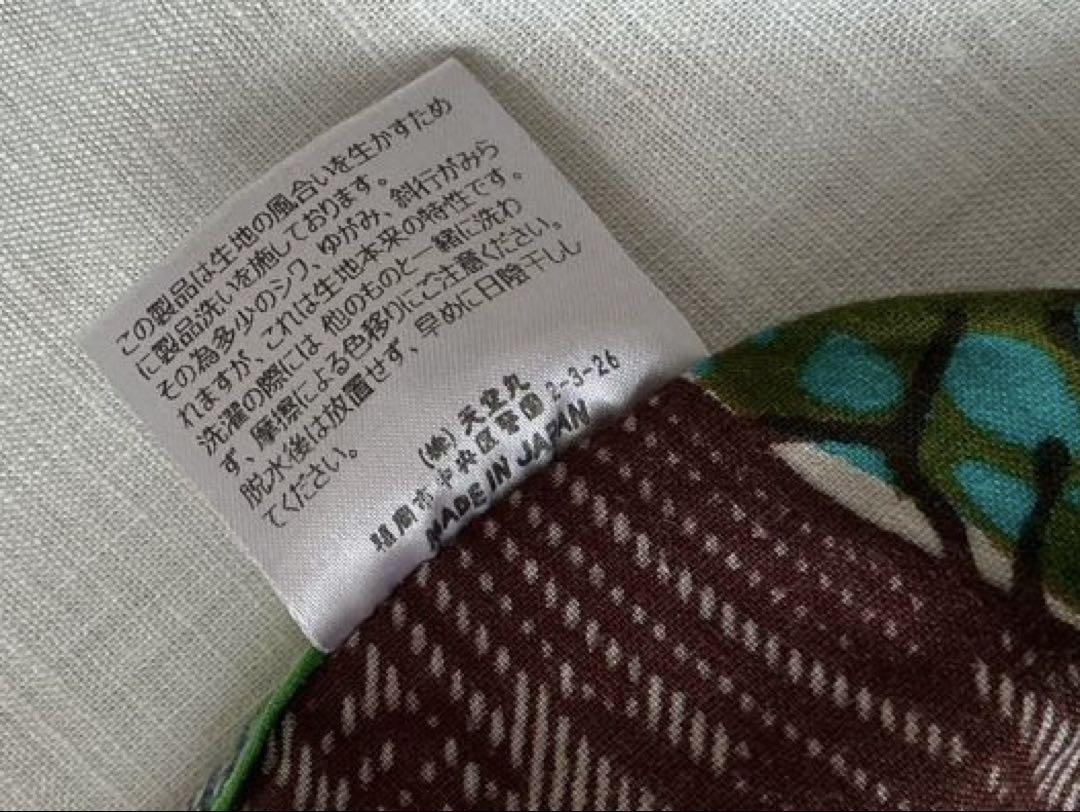 この製品は生地の風合いを生かすため
に製品洗いを施しております。
その為多少のシワ、ゆがみ、斜行がみら
れますが、これは生地本来の特性です。
洗濯の際には、他のものと一緒に洗わ
ず、摩擦による色移りにご注意ください。
脱水後は放置せず、早めに日陰干しし
てください。
(株)天空丸
福岡市中央区警固2-3-26
MADE IN JAPAN